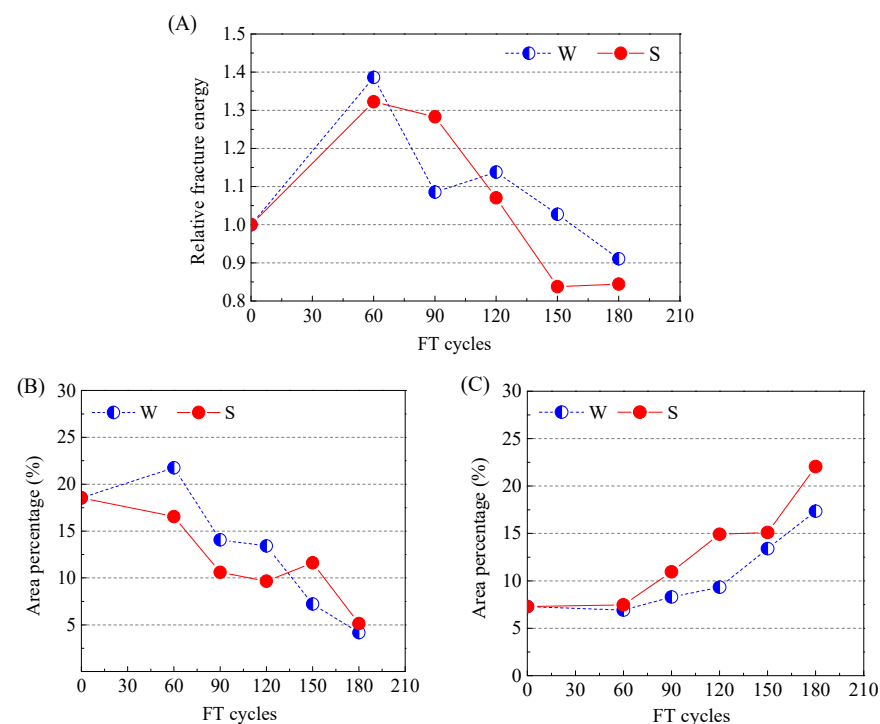 (A)
1.5
1.4
1.3
1.2
1.1
1.0
0.9
0.8
Relative fracture energy
W S
0 30 60 90 120 150 180 210
FT cycles
(B)
30
25
20
15
10
5
Area percentage (%)
W S
0 30 60 90 120 150 180 210
FT cycles
(C)
30
25
20
15
10
5
0
Area percentage (%)
W S
0 30 60 90 120 150 180 210
FT cycles